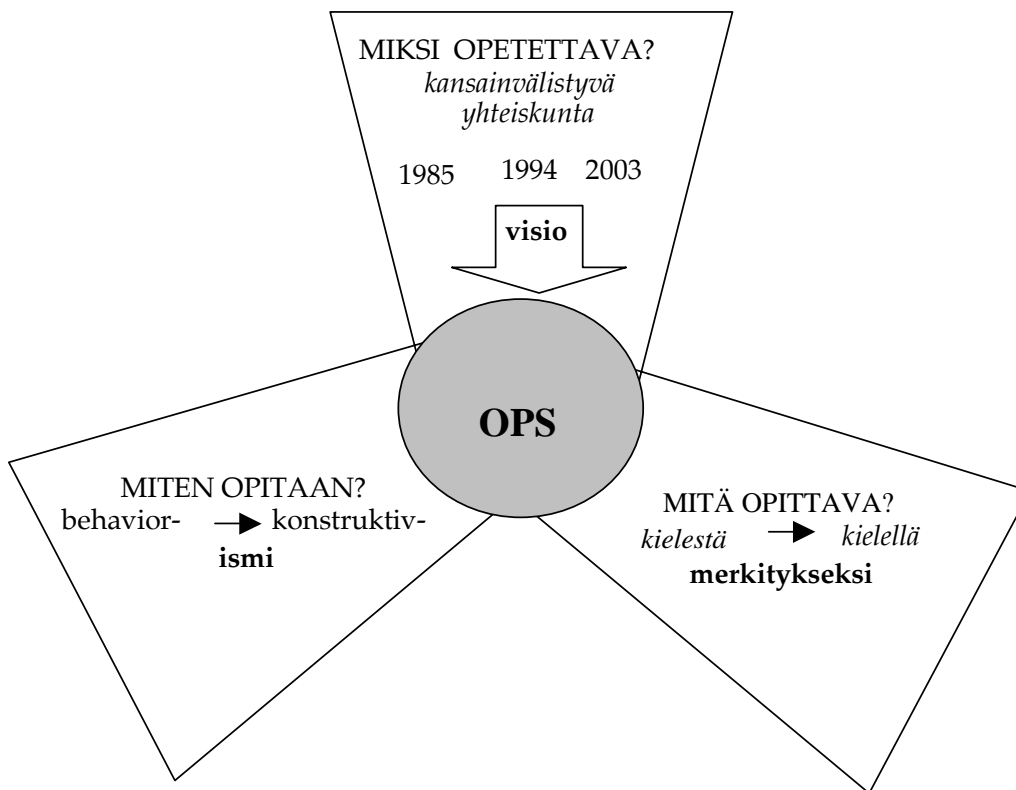 MIKSI OPETETTAVA?
kansainvälistyvä
yhteiskunta
1985 1994 2003
visio
OPS
MITEN OPITAAN?
behavior- konstruktiv-
ismi
MITÄ OPITTAVA?
kielestä kielellä
merkitykseksi